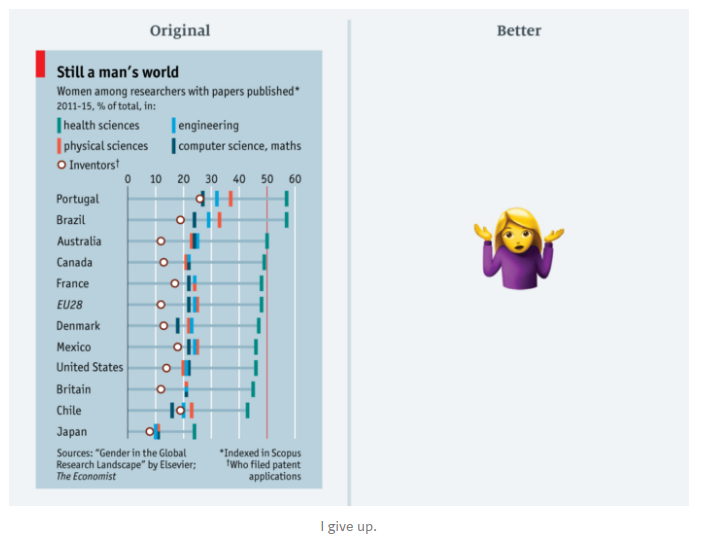 Original
Better
Still a man's world
Women among researchers with papers published*
2011-15, % of total, in:
health sciences
engineering
physical sciences
computer science, maths
Inventors†
0 10 20 30 40 50 60
Portugal
Brazil
Australia
Canada
France
EU28
Denmark
Mexico
United States
Britain
Chile
Japan
Sources: "Gender in the Global
Research Landscape" by Elsevier;
The Economist
*Indexed in Scopus
†Who filed patent
applications
I give up.